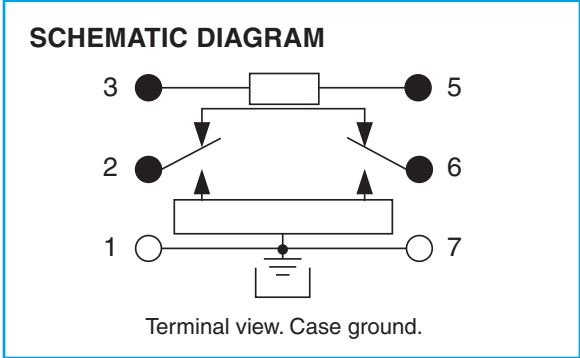 SCHEMATIC DIAGRAM
3 5
2 6
1 7
Terminal view. Case ground.